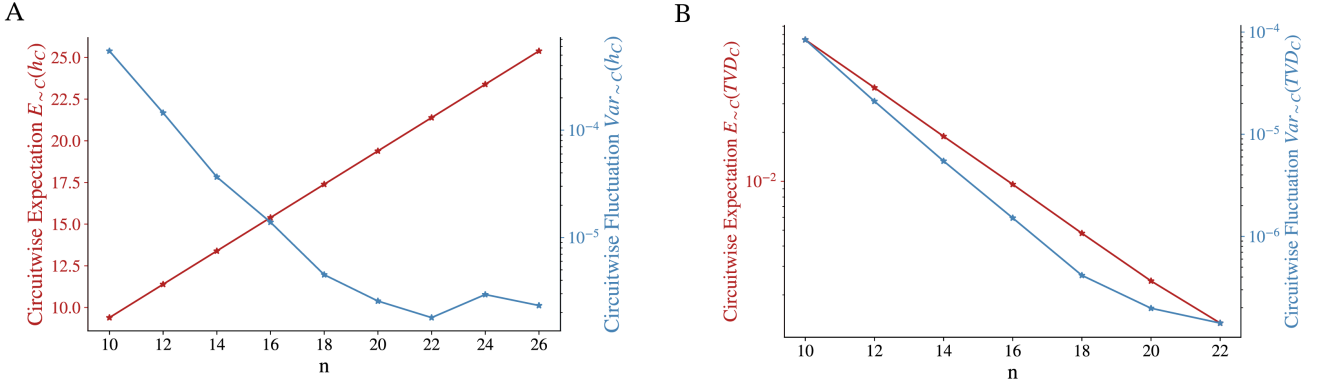 A
Circuitwise Expectation E~C(hC)
25.0
22.5
20.0
17.5
15.0
12.5
10.0
10 12 14 16 18 20 22 24 26
n
10⁻⁴
10⁻⁵
Circuitwise Fluctuation Var~C(hC)
B
Circuitwise Expectation E~C(TVDC)
10⁻²
10 12 14 16 18 20 22
n
10⁻⁴
10⁻⁵
10⁻⁶
Circuitwise Fluctuation Var~C(TVDC)